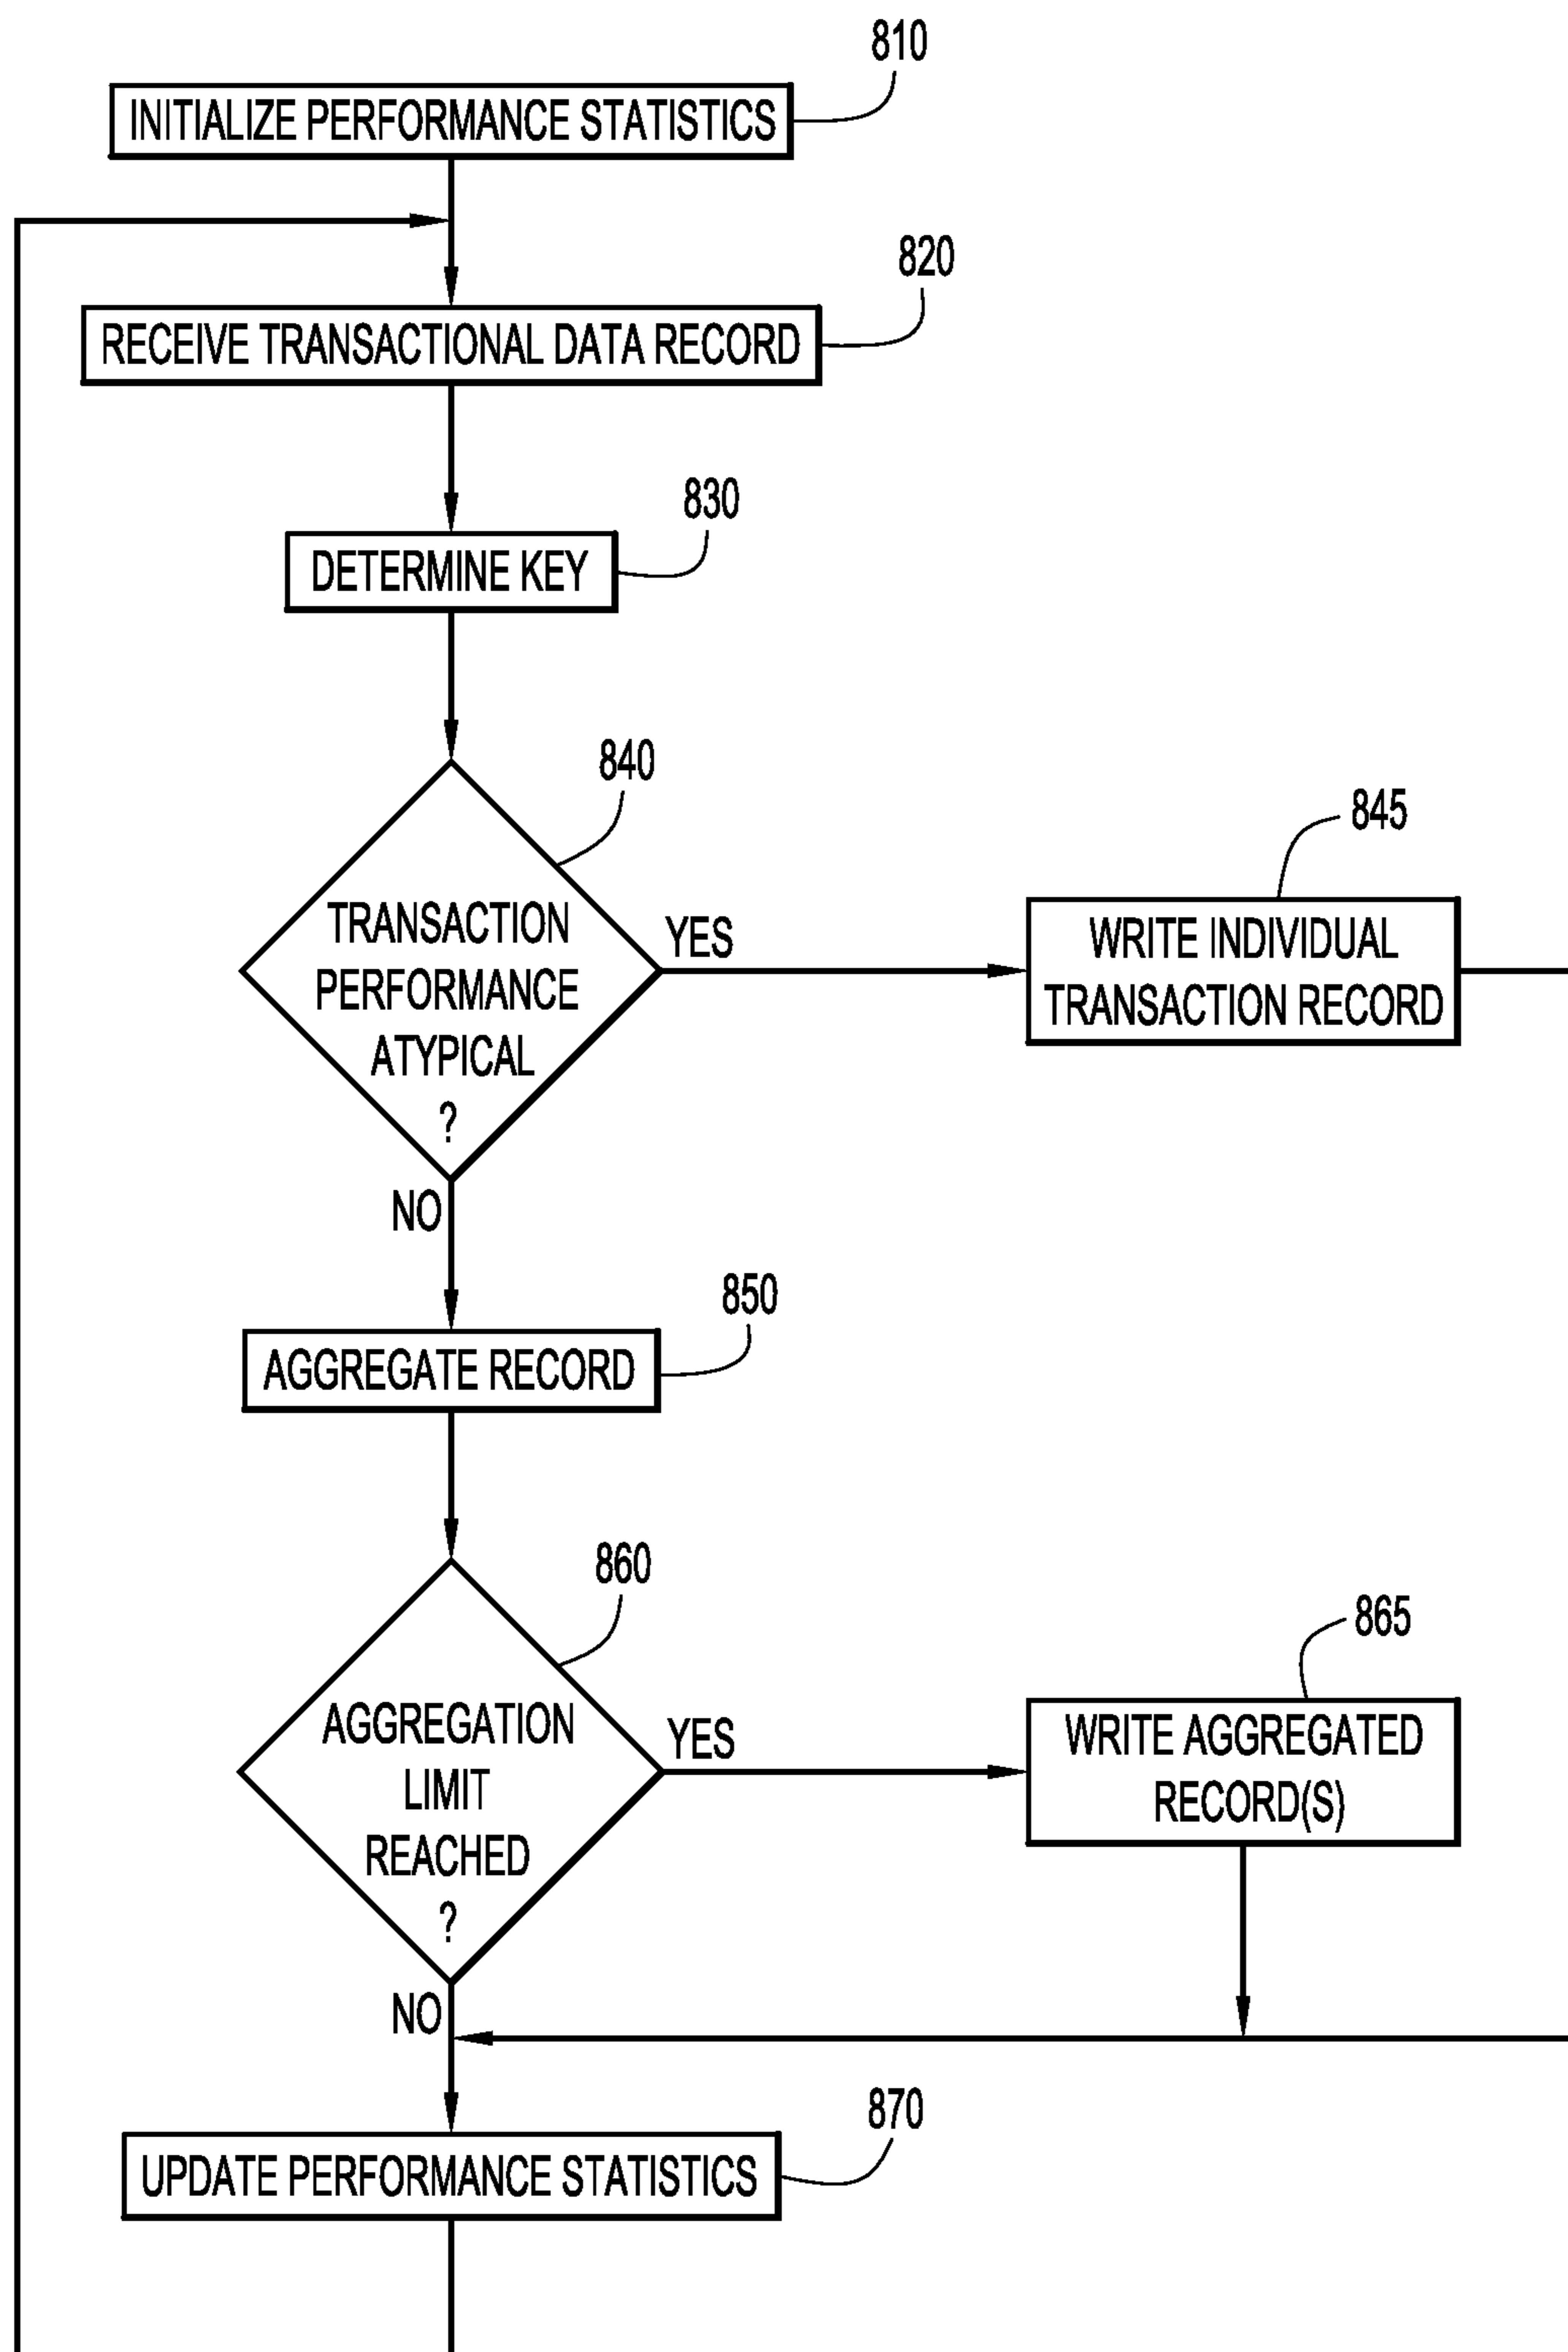 810
INITIALIZE PERFORMANCE STATISTICS
820
RECEIVE TRANSACTIONAL DATA RECORD
830
DETERMINE KEY
840
TRANSACTION
PERFORMANCE
ATYPICAL
?
YES
NO
845
WRITE INDIVIDUAL
TRANSACTION RECORD
850
AGGREGATE RECORD
860
AGGREGATION
LIMIT
REACHED
?
YES
NO
865
WRITE AGGREGATED
RECORD(S)
870
UPDATE PERFORMANCE STATISTICS